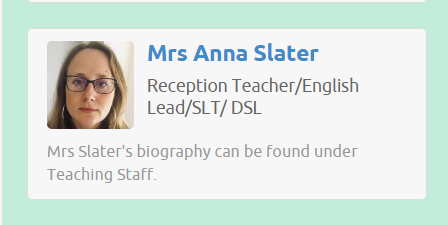 Mrs Anna Slater
Reception Teacher/English
Lead/SLT/ DSL
Mrs Slater's biography can be found under
Teaching Staff.